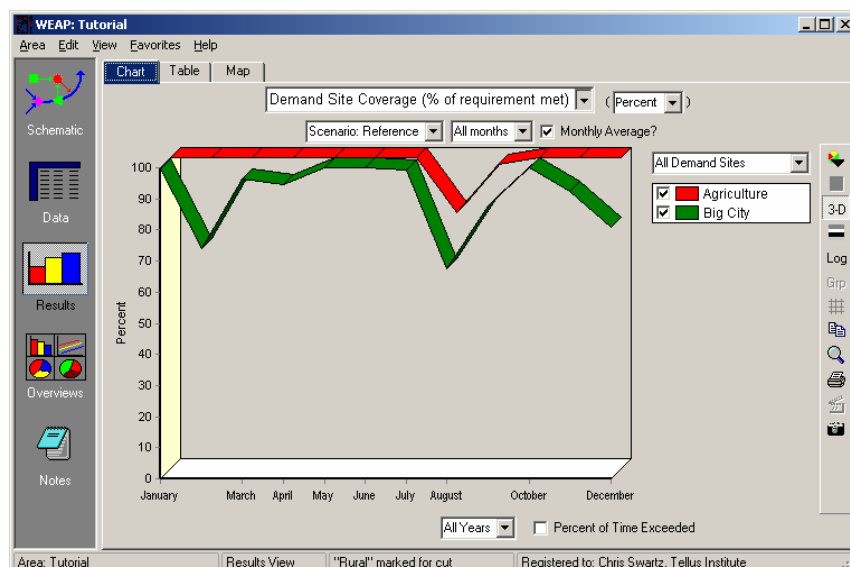 WEAP: Tutorial
Area Edit View Favorites Help
Chart Table Map
Demand Site Coverage (% of requirement met) ( Percent )
Scenario: Reference All months Monthly Average?
Schematic
Data
Results
Overviews
Notes
All Demand Sites
Agriculture
Big City
3-D
Log
Grp
Percent
100
90
80
70
60
50
40
30
20
10
0
January March April May June July August October December
All Years Percent of Time Exceeded
Area: Tutorial Results View "Rural" marked for cut Registered to: Chris Swartz, Tellus Institute